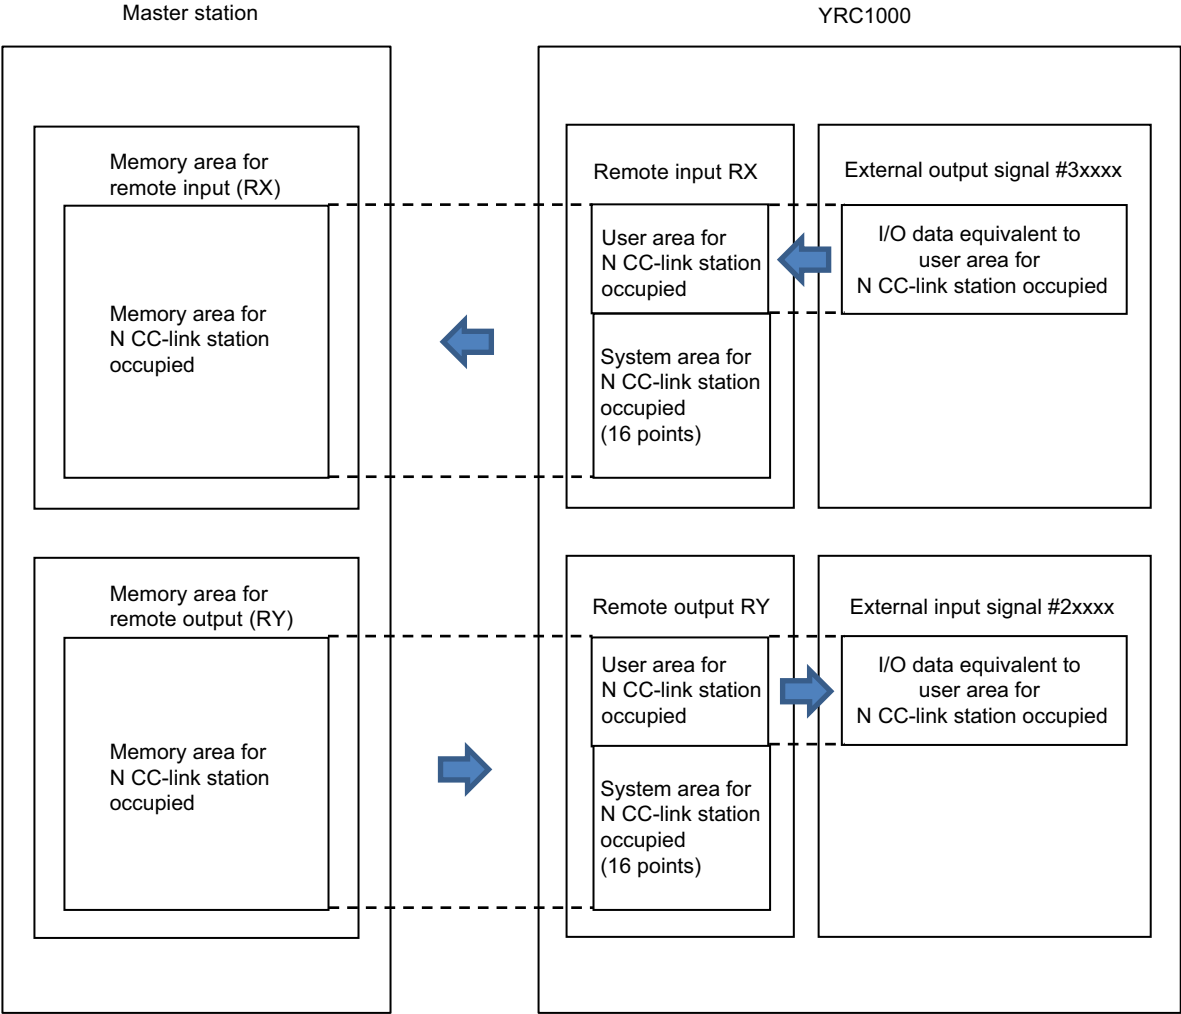 Master station
YRC1000
Memory area for
remote input (RX)
Memory area for
N CC-link station
occupied
Remote input RX
User area for
N CC-link station
occupied
System area for
N CC-link station
occupied
(16 points)
External output signal #3xxxx
I/O data equivalent to
user area for
N CC-link station occupied
Memory area for
remote output (RY)
Memory area for
N CC-link station
occupied
Remote output RY
User area for
N CC-link station
occupied
System area for
N CC-link station
occupied
(16 points)
External input signal #2xxxx
I/O data equivalent to
user area for
N CC-link station occupied